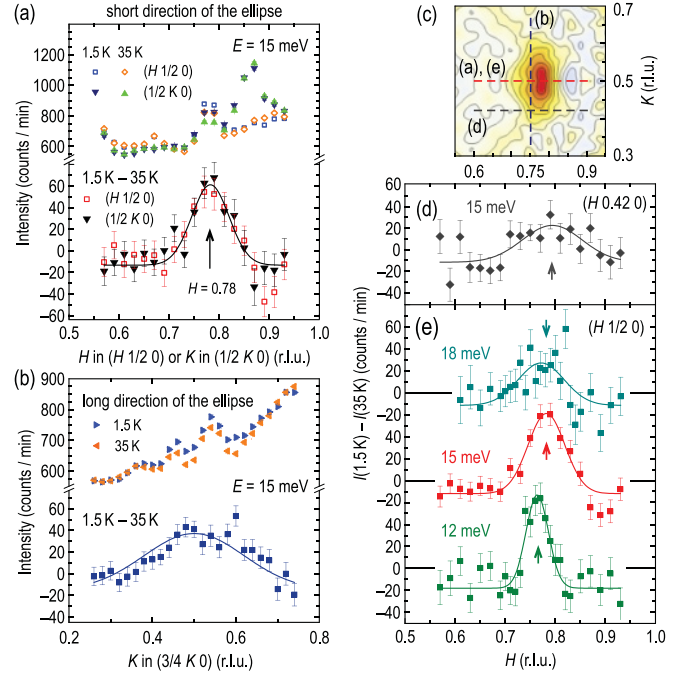 (a)
short direction of the ellipse
1.5 K 35 K
E = 15 meV
(H 1/2 0)
(1/2 K 0)
1200
1000
800
600
1.5 K – 35 K
(H 1/2 0)
(1/2 K 0)
60
40
20
0
−20
−40
H = 0.78
Intensity (counts / min)
0.5 0.6 0.7 0.8 0.9 1.0
H in (H 1/2 0) or K in (1/2 K 0) (r.l.u.)
(b)
long direction of the ellipse
1.5 K
35 K
900
800
700
600
E = 15 meV
1.5 K – 35 K
60
40
20
0
−20
−40
Intensity (counts / min)
0.2 0.4 0.6 0.8
K in (3/4 K 0) (r.l.u.)
(c)
(b)
(a), (e)
(d)
0.7
0.5
0.3
K (r.l.u.)
0.6 0.75 0.9
(d)
15 meV
(H 0.42 0)
60
40
20
0
−20
−40
(e)
(H 1/2 0)
18 meV
60
40
20
0
−20
15 meV
40
20
0
−20
12 meV
40
20
0
−20
−40
I(1.5 K) – I(35 K) (counts / min)
0.5 0.6 0.7 0.8 0.9 1.0
H (r.l.u.)